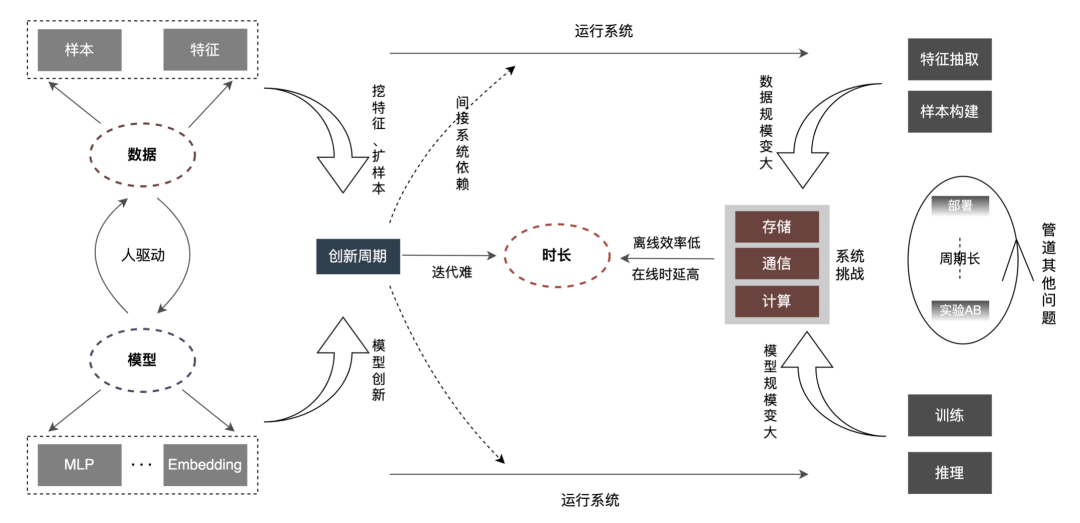 运行系统
样本
特征
特征抽取
挖特征、扩样本
间接系统依赖
数据规模变大
样本构建
数据
部署
人驱动
创新周期
迭代难
时长
离线效率低
在线时延高
存储
通信
计算
系统
挑战
周期长
管道其他问题
实验AB
模型
模型创新
模型规模变大
训练
MLP
···
Embedding
推理
运行系统